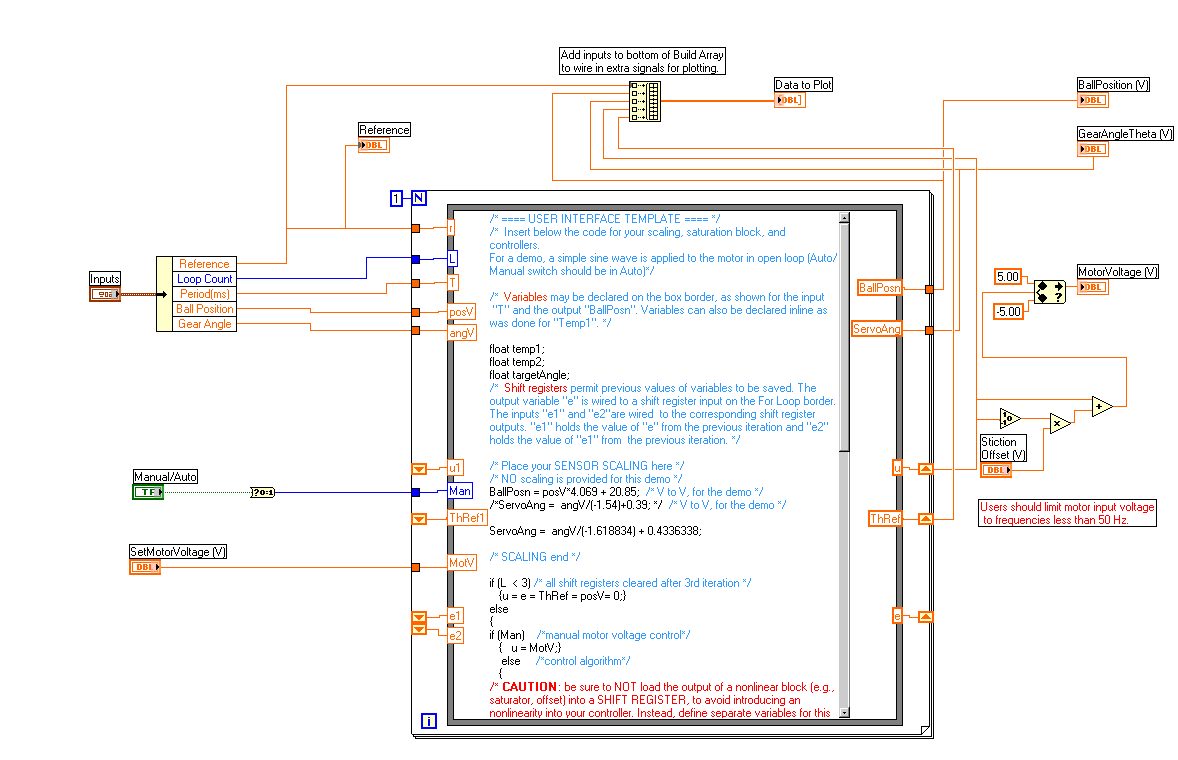 Add inputs to bottom of Build Array
to wire in extra signals for plotting.
Data to Plot
DBL]
BallPosition (V)
DBL
Reference
DBL
GearAngleTheta (V)
DBL
1
N
Inputs
Reference
Loop Count
Period(ms)
Ball Position
Gear Angle
r
L
T
posV
angV
/* ==== USER INTERFACE TEMPLATE ==== */
/* Insert below the code for your scaling, saturation block, and
controllers.
For a demo, a simple sine wave is applied to the motor in open loop (Auto/
Manual switch should be in Auto)*/
/* Variables may be declared on the box border, as shown for the input
"T" and the output "BallPosn". Variables can also be declared inline as
was done for "Temp1". */
float temp1;
float temp2;
float targetAngle;
/* Shift registers permit previous values of variables to be saved. The
output variable "e" is wired to a shift register input on the For Loop border.
The inputs "e1" and "e2"are wired to the corresponding shift register
outputs. "e1" holds the value of "e" from the previous iteration and "e2"
holds the value of "e1" from the previous iteration. */
/* Place your SENSOR SCALING here */
/* NO scaling is provided for this demo */
BallPosn = posV*4.069 + 20.85; /* V to V, for the demo */
/*ServoAng = angV/(-1.54)+0.39; */ /* V to V, for the demo */
ServoAng = angV/(-1.618834) + 0.4336338;
/* SCALING end */
if (L < 3) /* all shift registers cleared after 3rd iteration */
{u = e = ThRef = posV= 0;}
else
{
if (Man) /*manual motor voltage control*/
{ u = MotV;}
else /*control algorithm*/
{
/* CAUTION: be sure to NOT load the output of a nonlinear block (e.g.,
saturator, offset) into a SHIFT REGISTER, to avoid introducing an
nonlinearity into your controller. Instead, define separate variables for this
BallPosn
ServoAng
5.00
-5.00
?
MotorVoltage (V)
DBL
+
x
Stiction
Offset (V)
DBL
Users should limit motor input voltage
to frequencies less than 50 Hz.
Manual/Auto
TF
?0:1
SetMotorVoltage (V)
DBL
u1
Man
ThRef1
MotV
e1
e2
u
ThRef
e
i